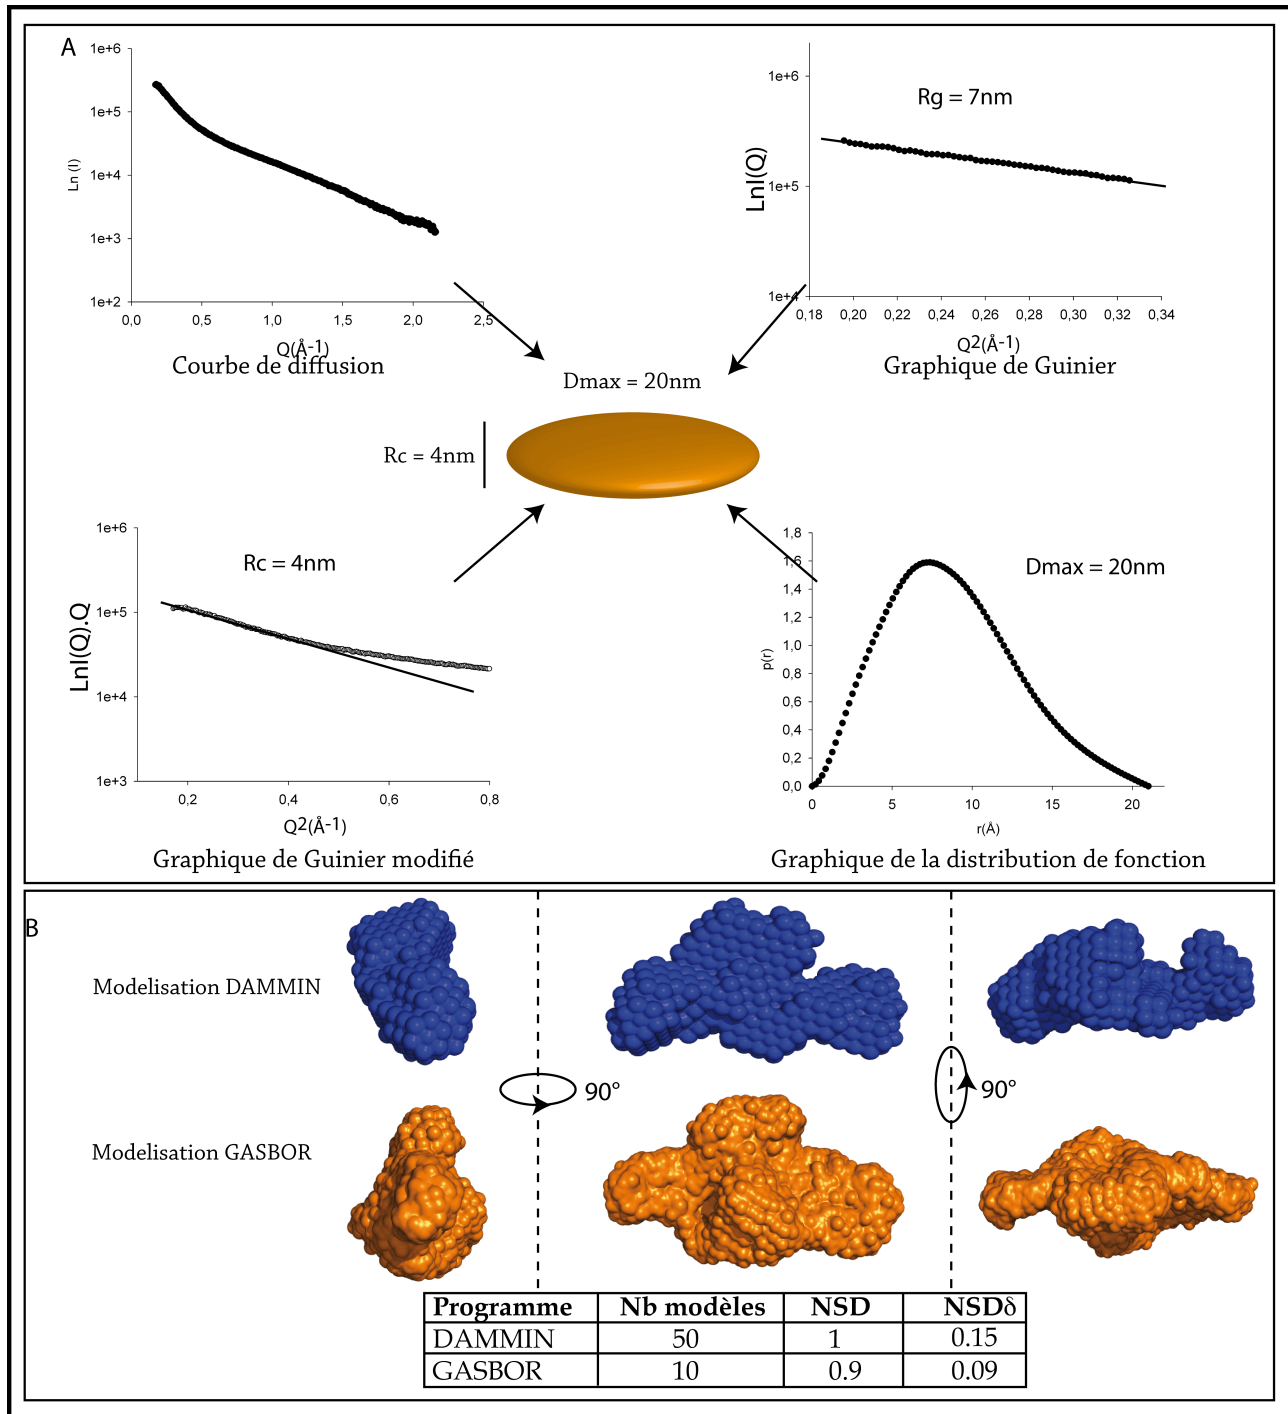 A
1e+6
1e+5
1e+4
1e+3
1e+2
Ln (I)
0,0 0,5 1,0 1,5 2,0 2,5
Q(Å-1)
Courbe de diffusion
1e+6
1e+5
1e+4
LnI(Q)
Rg = 7nm
0,18 0,20 0,22 0,24 0,26 0,28 0,30 0,32 0,34
Q2(Å-1)
Graphique de Guinier
Dmax = 20nm
Rc = 4nm
1e+6
1e+5
1e+4
1e+3
LnI(Q).Q
Rc = 4nm
0,2 0,4 0,6 0,8
Q2(Å-1)
Graphique de Guinier modifié
1,8
1,6
1,4
1,2
1,0
0,8
0,6
0,4
0,2
0,0
p(r)
Dmax = 20nm
0 5 10 15 20
r(Å)
Graphique de la distribution de fonction
B
Modelisation DAMMIN
90°
90°
Modelisation GASBOR
Programme Nb modèles NSD NSDδ
DAMMIN 50 1 0.15
GASBOR 10 0.9 0.09